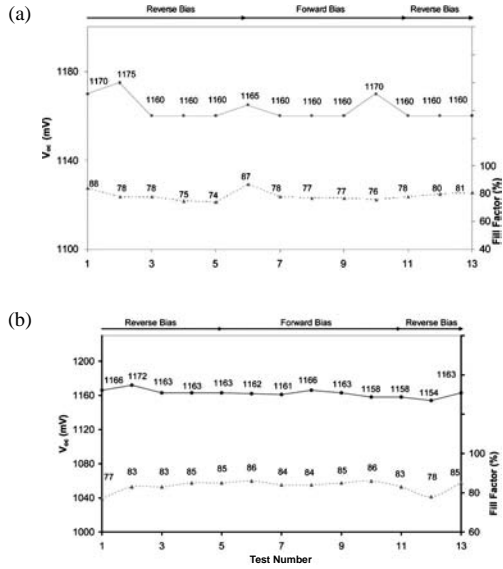 (a)
Reverse Bias Forward Bias Reverse Bias
1180
1140
1100
Voc (mV)
1170 1175 1160 1160 1160 1165 1160 1160 1160 1170 1160 1160 1160
88 78 78 75 74 87 78 77 77 76 78 80 81
100
80
60
40
Fill Factor (%)
1 3 5 7 9 11 13
(b)
Reverse Bias Forward Bias Reverse Bias
1200
1160
1120
1080
1040
1000
Voc (mV)
1166 1172 1163 1163 1163 1162 1161 1166 1163 1158 1158 1154 1163
77 83 83 85 85 86 84 84 85 86 83 78 85
100
80
60
Fill Factor (%)
1 3 5 7 9 11 13
Test Number